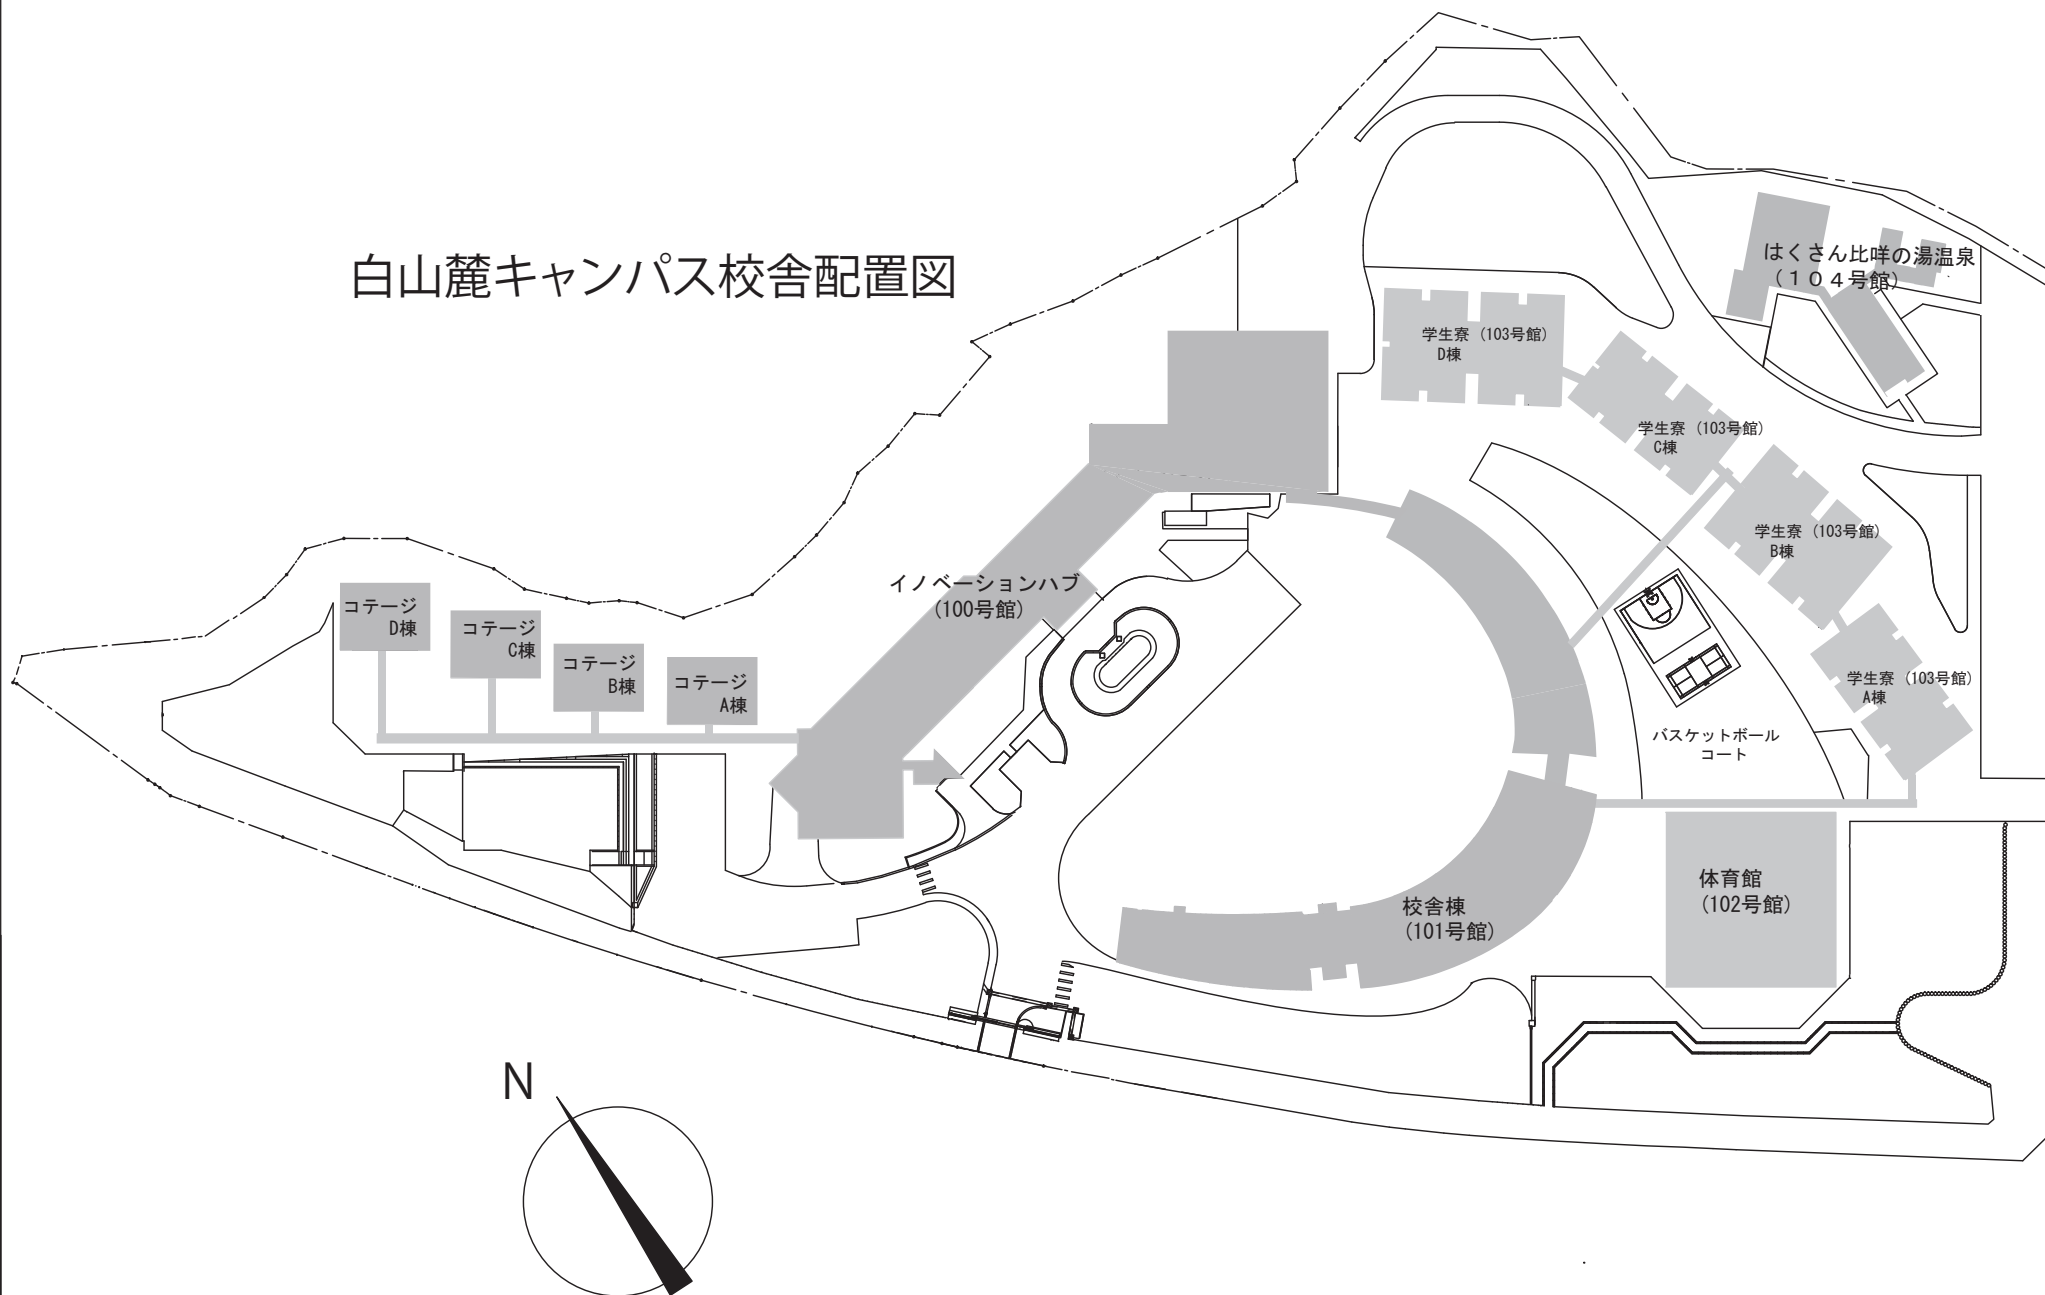 白山麓キャンパス校舎配置図
はくさん比咩の湯温泉
(１０４号館)
学生寮 (103号館)
D棟
学生寮 (103号館)
C棟
学生寮 (103号館)
B棟
学生寮 (103号館)
A棟
イノベーションハブ
(100号館)
コテージ
D棟
コテージ
C棟
コテージ
B棟
コテージ
A棟
バスケットボール
コート
体育館
(102号館)
校舎棟
(101号館)
N